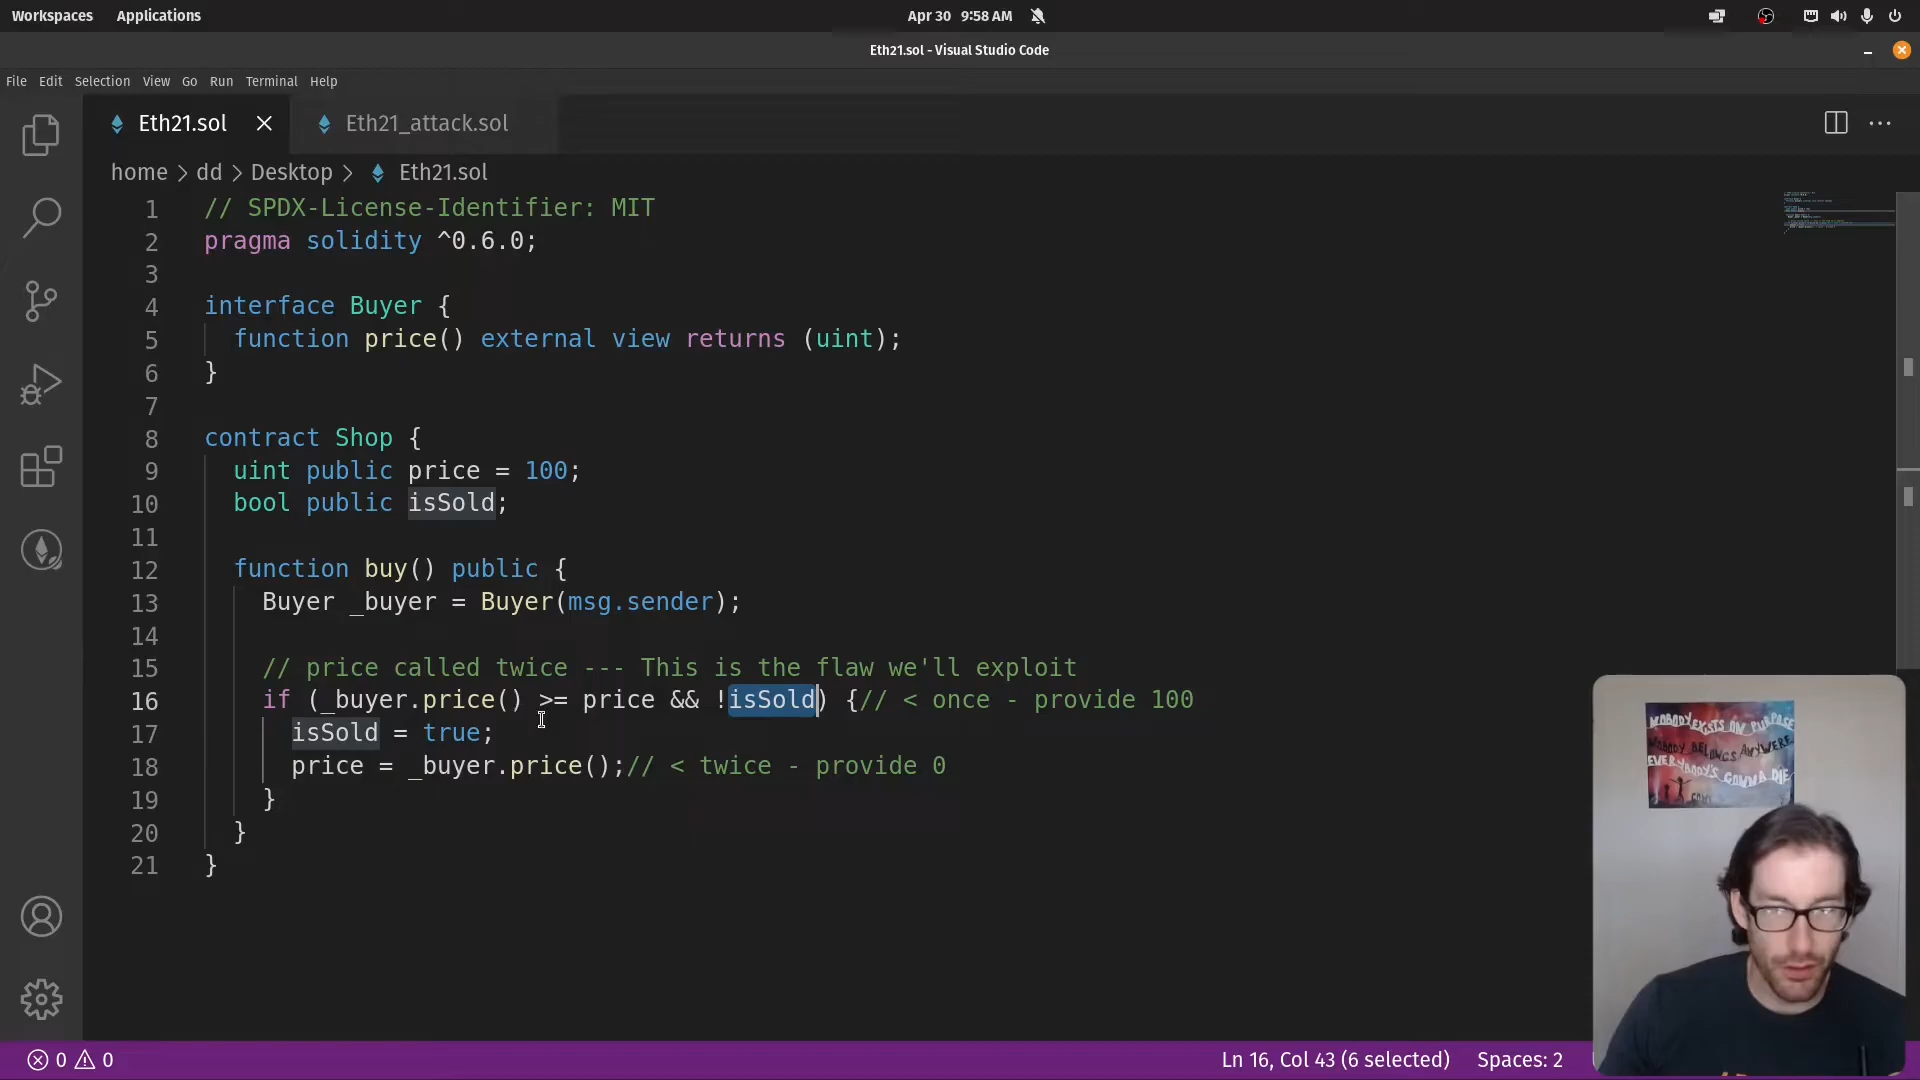 Workspaces Applications Apr 30 9:58 AM
Eth21.sol - Visual Studio Code
File Edit Selection View Go Run Terminal Help
Eth21.sol Eth21_attack.sol
home > dd > Desktop > Eth21.sol
1 // SPDX-License-Identifier: MIT
2 pragma solidity ^0.6.0;
3
4 interface Buyer {
5 function price() external view returns (uint);
6 }
7
8 contract Shop {
9 uint public price = 100;
10 bool public isSold;
11
12 function buy() public {
13 Buyer _buyer = Buyer(msg.sender);
14
15 // price called twice --- This is the flaw we'll exploit
16 if (_buyer.price() >= price && !isSold) {// < once - provide 100
17 isSold = true;
18 price = _buyer.price();// < twice - provide 0
19 }
20 }
21 }
NOBODY EXISTS ON PURPOSE
NOBODY BELONGS ANYWHERE
EVERYBODY'S GONNA DIE
0 0 Ln 16, Col 43 (6 selected) Spaces: 2